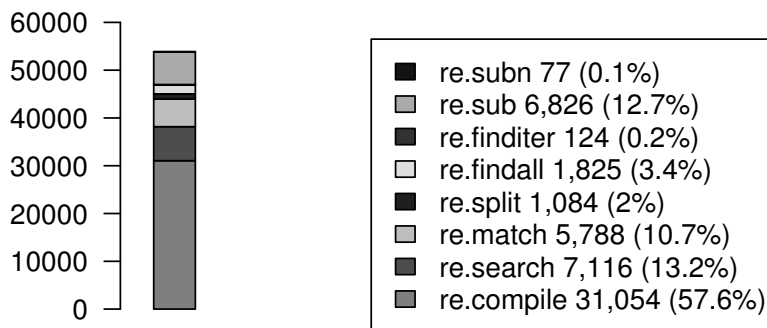 60000
50000
40000
30000
20000
10000
0
re.subn 77 (0.1%)
re.sub 6,826 (12.7%)
re.finditer 124 (0.2%)
re.findall 1,825 (3.4%)
re.split 1,084 (2%)
re.match 5,788 (10.7%)
re.search 7,116 (13.2%)
re.compile 31,054 (57.6%)